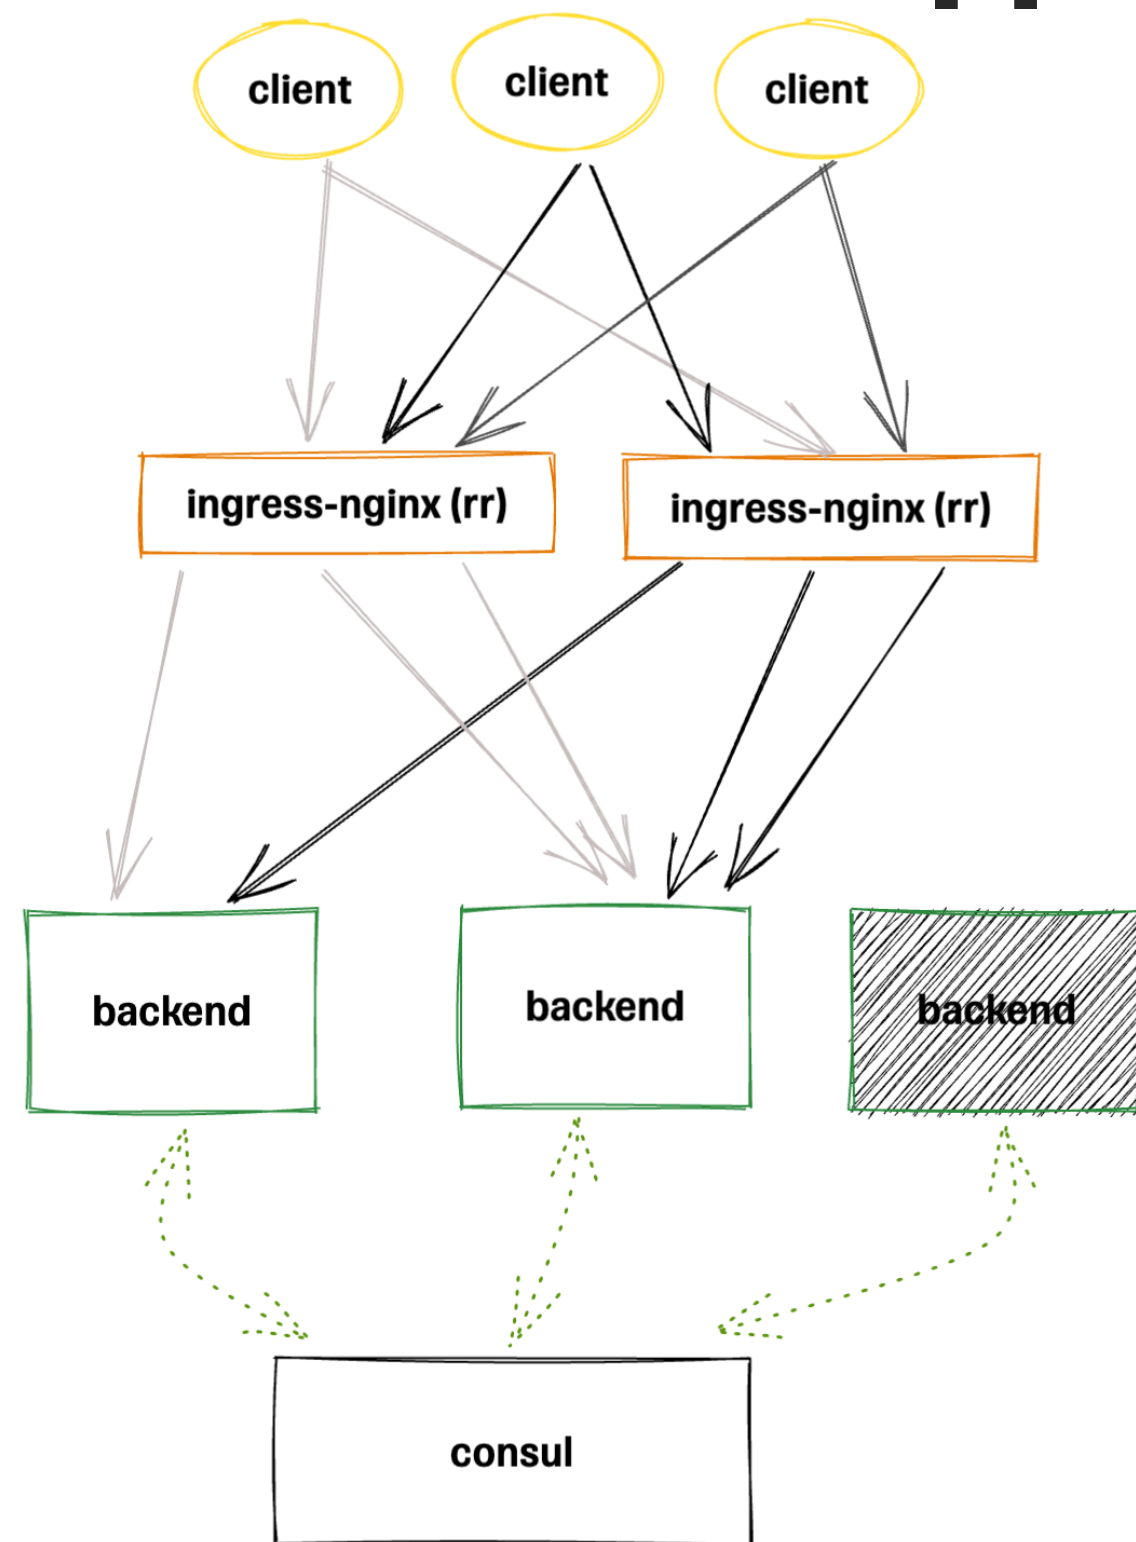 client
client
client
ingress-nginx (rr)
ingress-nginx (rr)
backend
backend
backend
consul